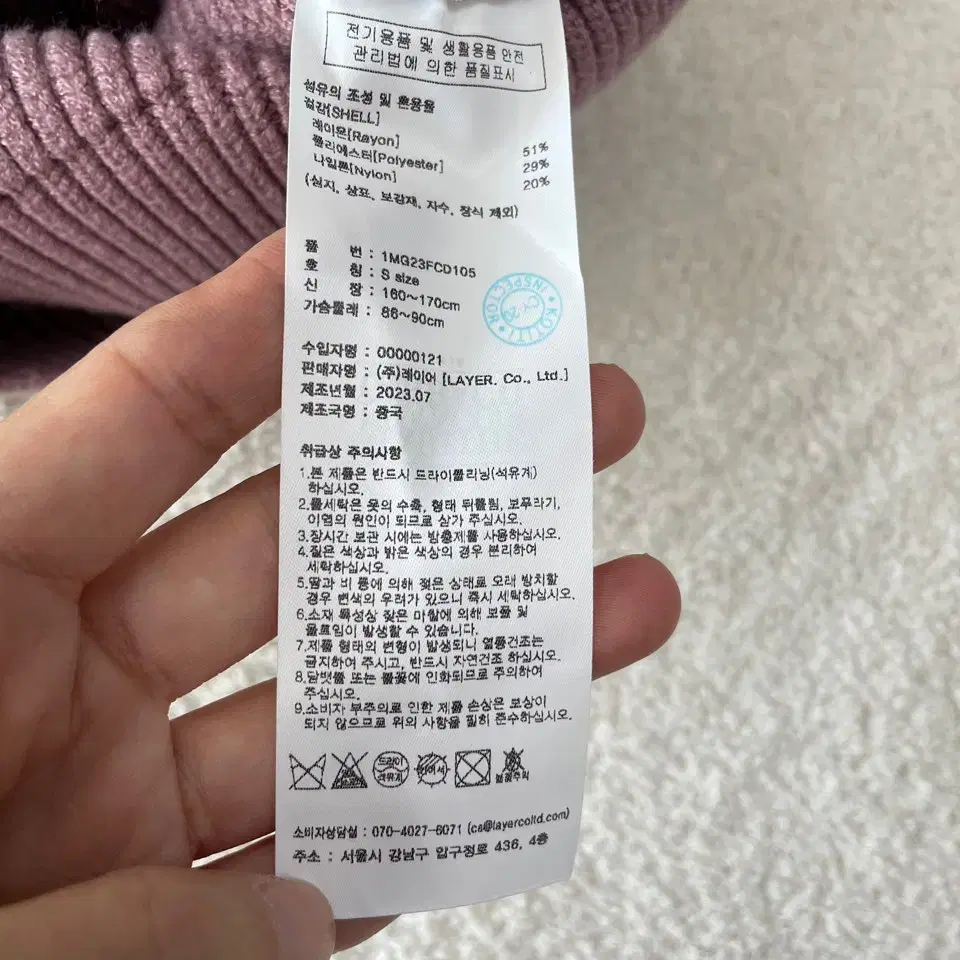 전기용품 및 생활용품 안전
관리법에 의한 품질표시
섬유의 조성 및 혼용율
겉감[SHELL]
레이온[Rayon] 51%
폴리에스터[Polyester] 29%
나일론[Nylon] 20%
(심지, 상표, 보강재, 자수, 장식 제외)
품 번 : 1MG23FCD105
호 칭 : S size
신 장 : 160~170cm
가슴둘레 : 86~90cm
KOTITI INSPECTOR
수입자명 : 00000121
판매자명 : (주)레이어 [LAYER. Co., Ltd.]
제조년월 : 2023.07
제조국명 : 중국
취급상 주의사항
1.본 제품은 반드시 드라이클리닝(석유계)
하십시오.
2.물세탁은 옷의 수축, 형태 뒤틀림, 보푸라기,
이염의 원인이 되므로 삼가 주십시오.
3.장시간 보관 시에는 방충제를 사용하십시오.
4.짙은 색상과 밝은 색상의 경우 분리하여
세탁하십시오.
5.땀과 비 등에 의해 젖은 상태로 오래 방치할
경우 변색의 우려가 있으니 즉시 세탁하십시오.
6.소재 특성상 잦은 마찰에 의해 보풀 및
올트임이 발생할 수 있습니다.
7.제품 형태의 변형이 발생되니 열풍건조는
금지하여 주시고, 반드시 자연건조 하십시오.
8.담뱃불 또는 불꽃에 인화되므로 주의하여
주십시오.
9.소비자 부주의로 인한 제품 손상은 보상이
되지 않으므로 위의 사항을 필히 준수하십시오.
드라이
석유계
불꽃주의
소비자상담실 : 070-4027-6071 (cs@layercoltd.com)
주소 : 서울시 강남구 압구정로 436, 4층